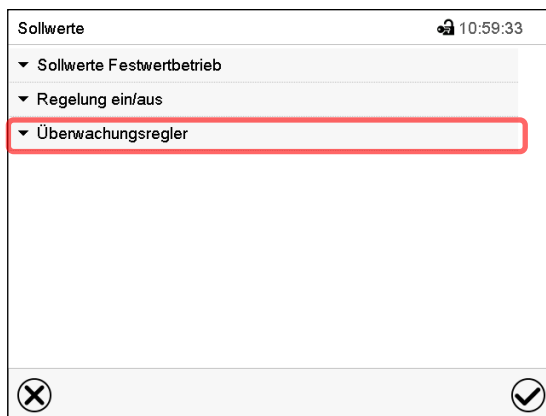 Sollwerte 10:59:33
Sollwerte Festwertbetrieb
Regelung ein/aus
Überwachungsregler